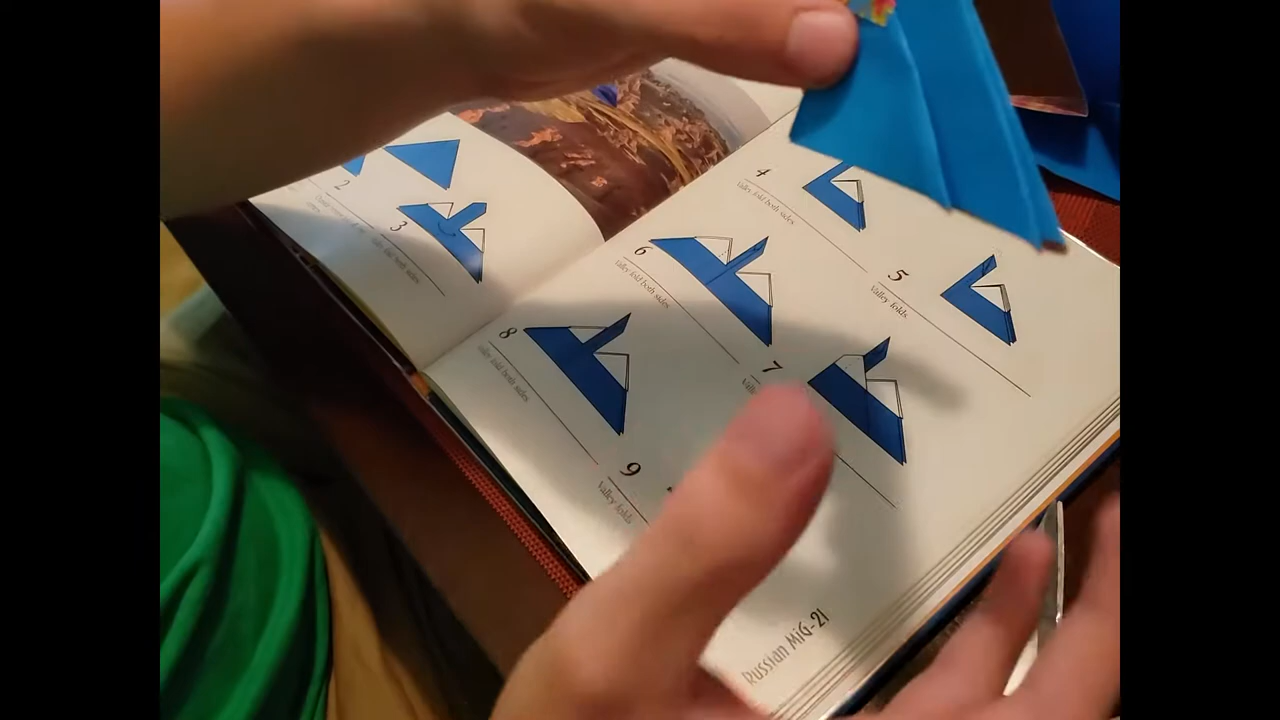 2
3
Valley fold both sides.
4
Valley fold both sides.
5
Valley folds.
6
Valley fold both sides.
7
8
Valley fold both sides.
9
Valley folds.
Russian MiG-21